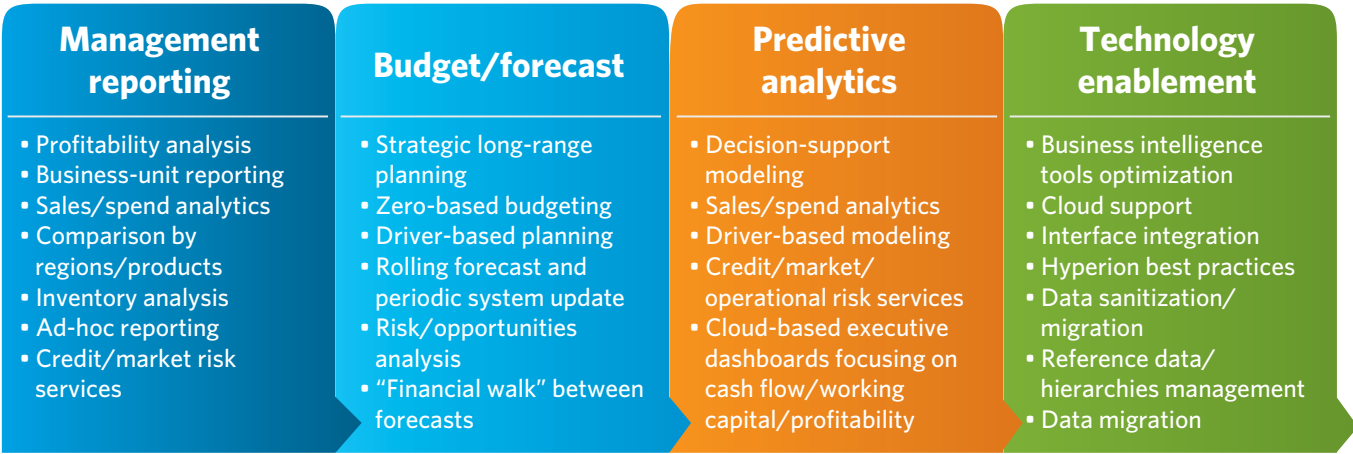 Management
reporting
• Profitability analysis
• Business-unit reporting
• Sales/spend analytics
• Comparison by
regions/products
• Inventory analysis
• Ad-hoc reporting
• Credit/market risk
services
Budget/forecast
• Strategic long-range
planning
• Zero-based budgeting
• Driver-based planning
• Rolling forecast and
periodic system update
• Risk/opportunities
analysis
• “Financial walk” between
forecasts
Predictive
analytics
• Decision-support
modeling
• Sales/spend analytics
• Driver-based modeling
• Credit/market/
operational risk services
• Cloud-based executive
dashboards focusing on
cash flow/working
capital/profitability
Technology
enablement
• Business intelligence
tools optimization
• Cloud support
• Interface integration
• Hyperion best practices
• Data sanitization/
migration
• Reference data/
hierarchies management
• Data migration